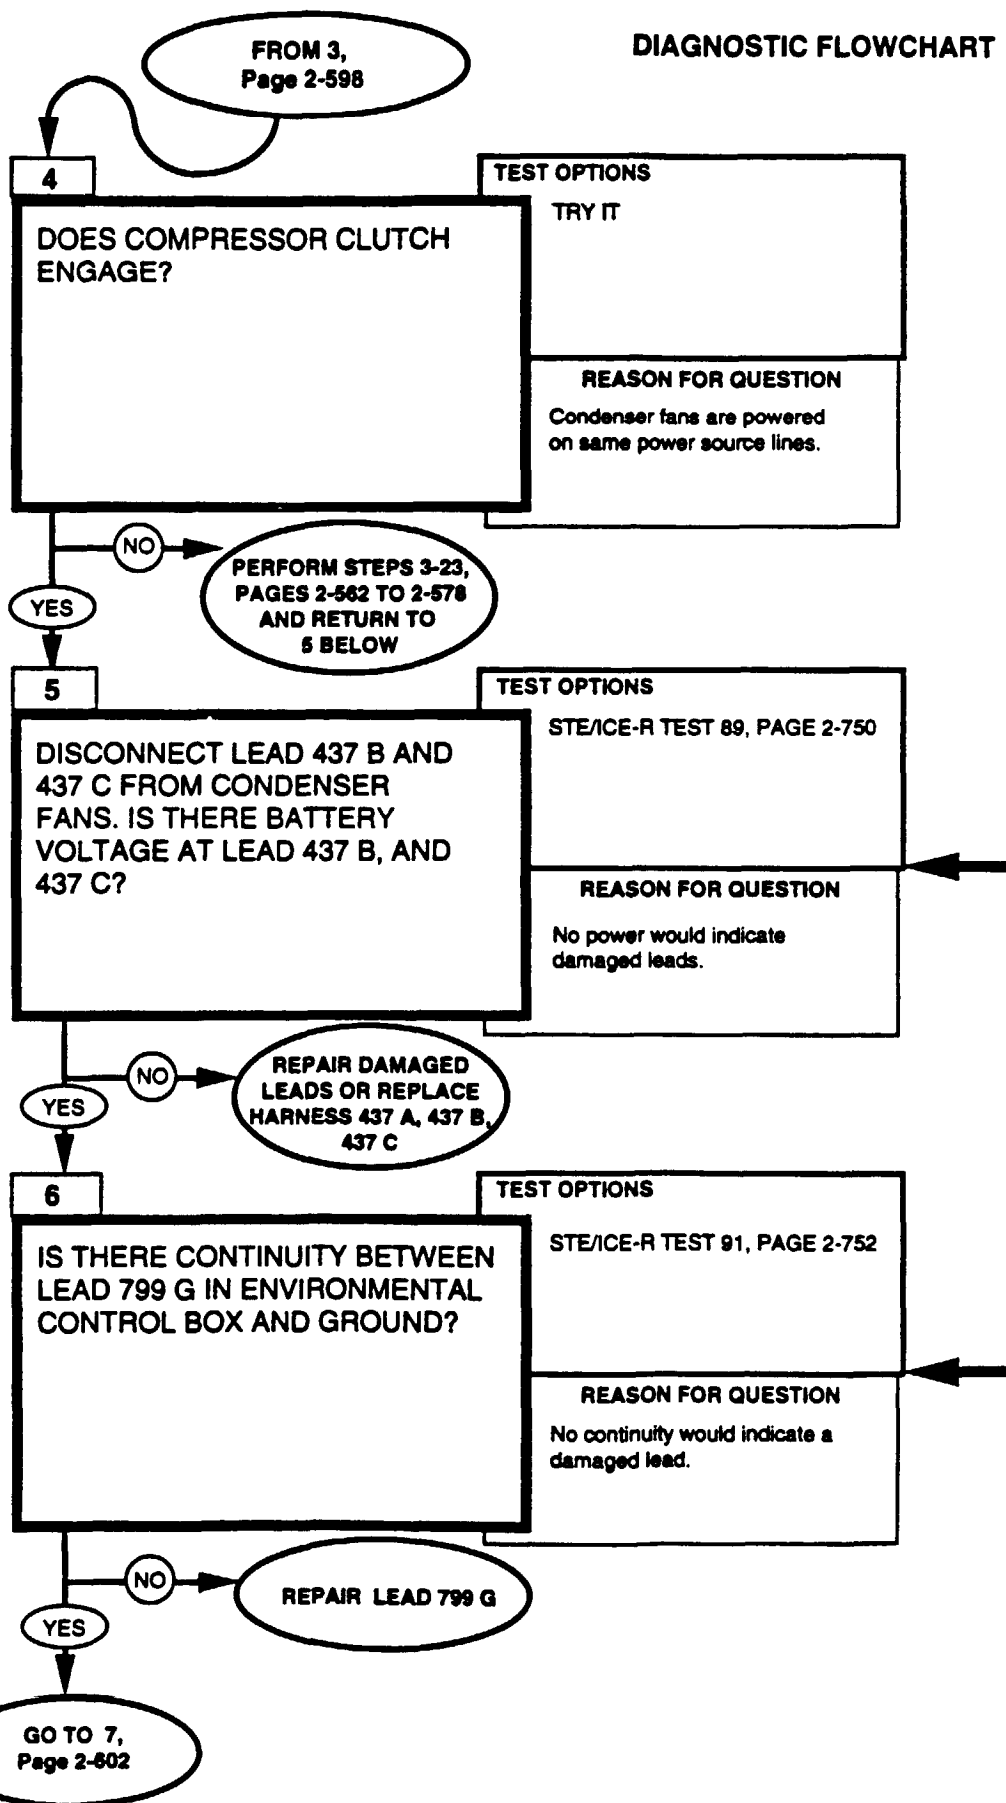 DIAGNOSTIC FLOWCHART
FROM 3,
Page 2-598
4
DOES COMPRESSOR CLUTCH
ENGAGE?
TEST OPTIONS
TRY IT
REASON FOR QUESTION
Condenser fans are powered
on same power source lines.
NO
PERFORM STEPS 3-23,
PAGES 2-562 TO 2-578
AND RETURN TO
5 BELOW
YES
5
DISCONNECT LEAD 437 B AND
437 C FROM CONDENSER
FANS. IS THERE BATTERY
VOLTAGE AT LEAD 437 B, AND
437 C?
TEST OPTIONS
STE/ICE-R TEST 89, PAGE 2-750
REASON FOR QUESTION
No power would indicate
damaged leads.
NO
REPAIR DAMAGED
LEADS OR REPLACE
HARNESS 437 A, 437 B,
437 C
YES
6
IS THERE CONTINUITY BETWEEN
LEAD 799 G IN ENVIRONMENTAL
CONTROL BOX AND GROUND?
TEST OPTIONS
STE/ICE-R TEST 91, PAGE 2-752
REASON FOR QUESTION
No continuity would indicate a
damaged lead.
NO
REPAIR LEAD 799 G
YES
GO TO 7,
Page 2-602